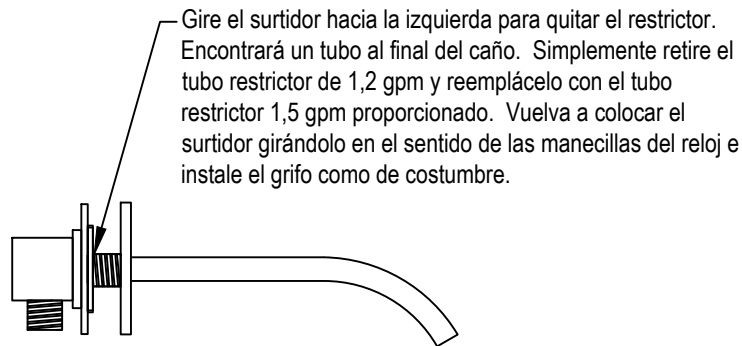 Gire el surtidor hacia la izquierda para quitar el restrictor.
Encontrará un tubo al final del caño.  Simplemente retire el
tubo restrictor de 1,2 gpm y reemplácelo con el tubo
restrictor 1,5 gpm proporcionado.  Vuelva a colocar el
surtidor girándolo en el sentido de las manecillas del reloj e
instale el grifo como de costumbre.